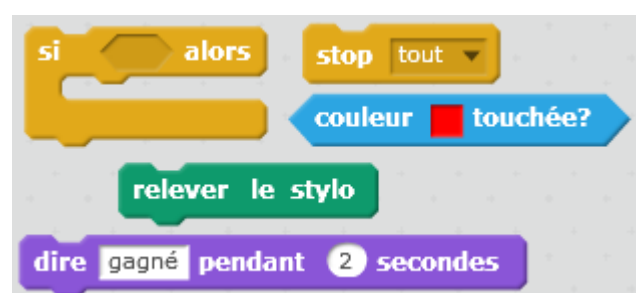 si alors
stop tout
couleur touchée?
relever le stylo
dire gagné pendant 2 secondes